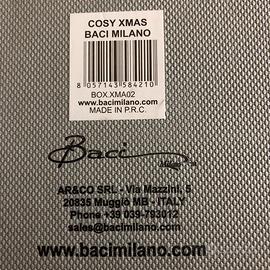 COSY XMAS
BACI MILANO
8 057143 584210
BOX.XMA02
www.bacimilano.com
MADE IN P.R.C.
Baci
Milano
AR&CO SRL - Via Mazzini, 5
20835 Muggiò MB - ITALY
Phone +39 039-793012
sales@bacimilano.com
www.bacimilano.com